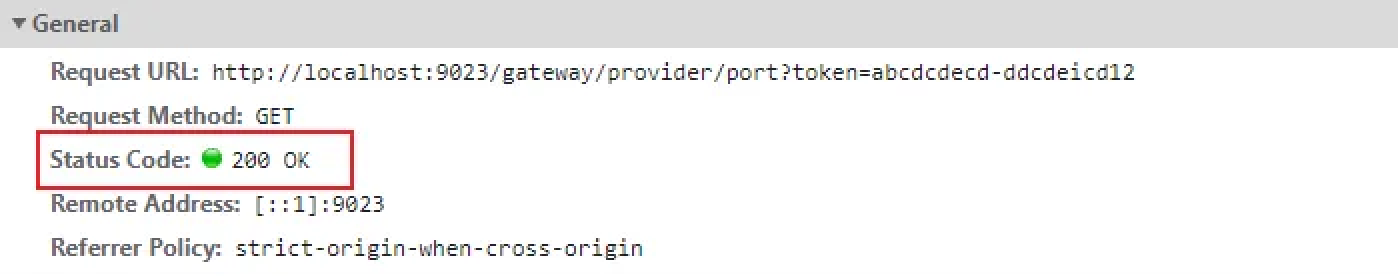 General
Request URL: http://localhost:9023/gateway/provider/port?token=abcdcdecd-ddcdeicd12
Request Method: GET
Status Code: 200 OK
Remote Address: [::1]:9023
Referrer Policy: strict-origin-when-cross-origin